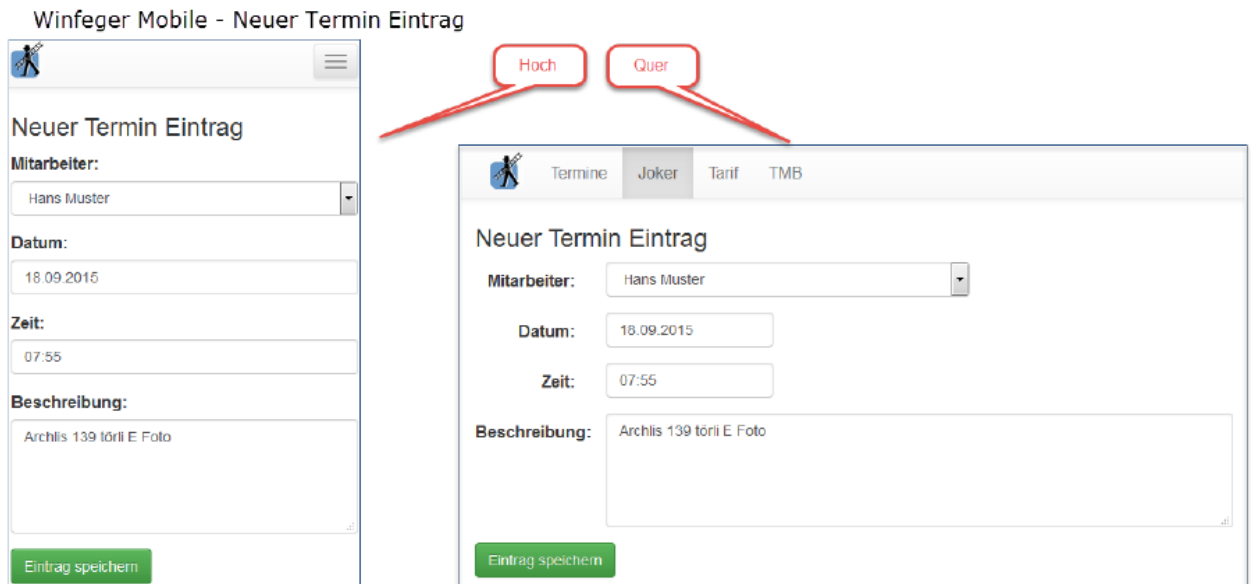 Winfeger Mobile - Neuer Termin Eintrag
Hoch
Quer
Neuer Termin Eintrag
Mitarbeiter:
Hans Muster
Datum:
18.09.2015
Zeit:
07:55
Beschreibung:
Archlis 139 törli E Foto
Eintrag speichern
Termine Joker Tarif TMB
Neuer Termin Eintrag
Mitarbeiter: Hans Muster
Datum: 18.09.2015
Zeit: 07:55
Beschreibung: Archlis 139 törli E Foto
Eintrag speichern